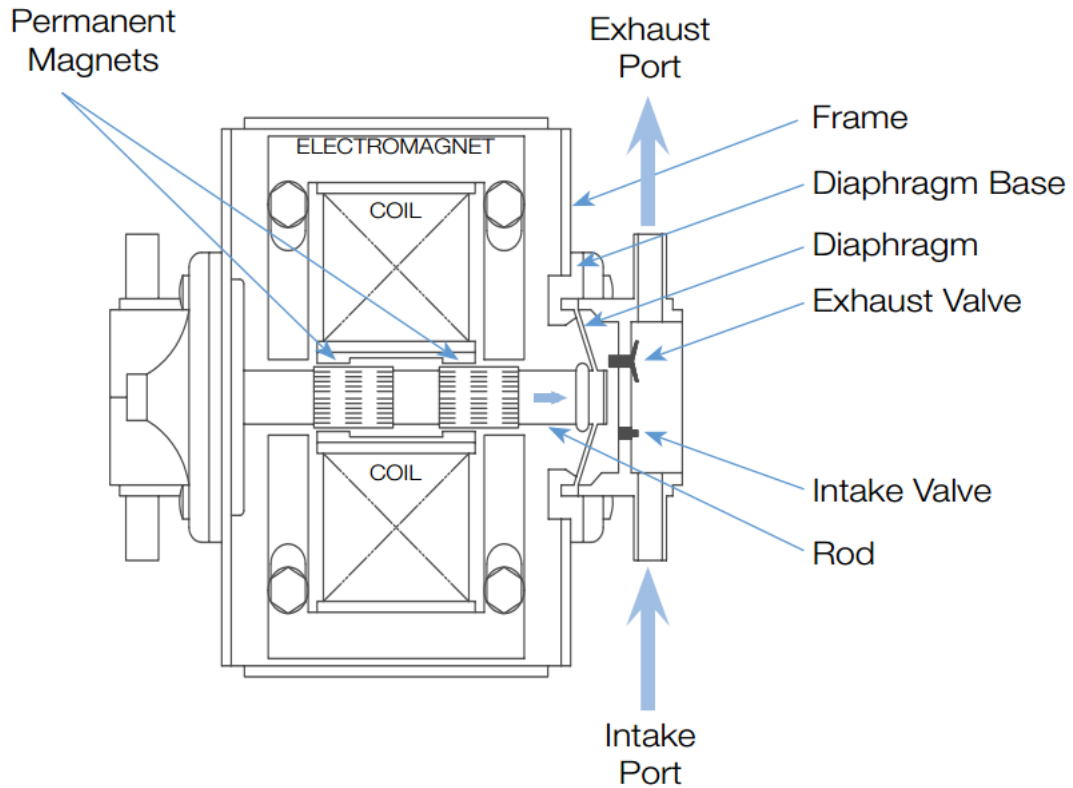 Permanent
Magnets
Exhaust
Port
Frame
ELECTROMAGNET
Diaphragm Base
COIL
Diaphragm
Exhaust Valve
COIL
Intake Valve
Rod
Intake
Port